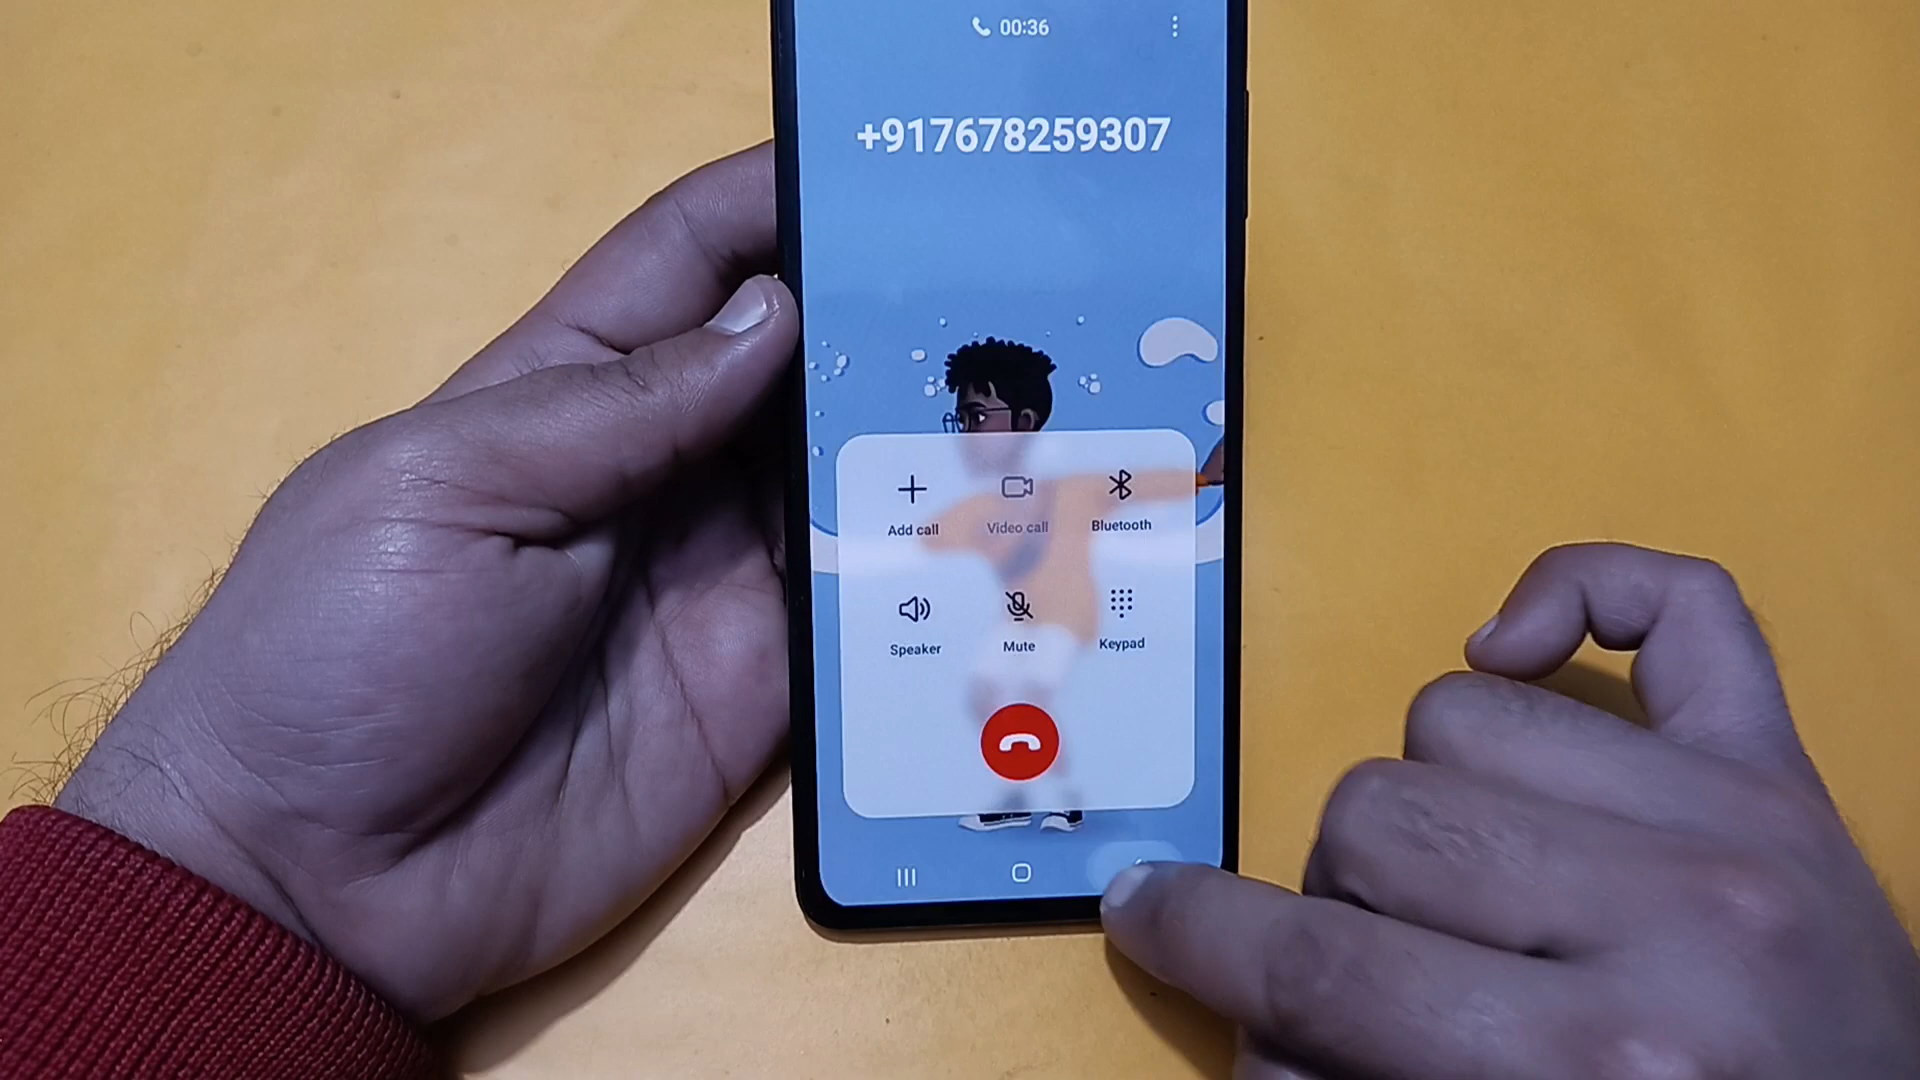 00:36
+917678259307
Add call
Video call
Bluetooth
Speaker
Mute
Keypad